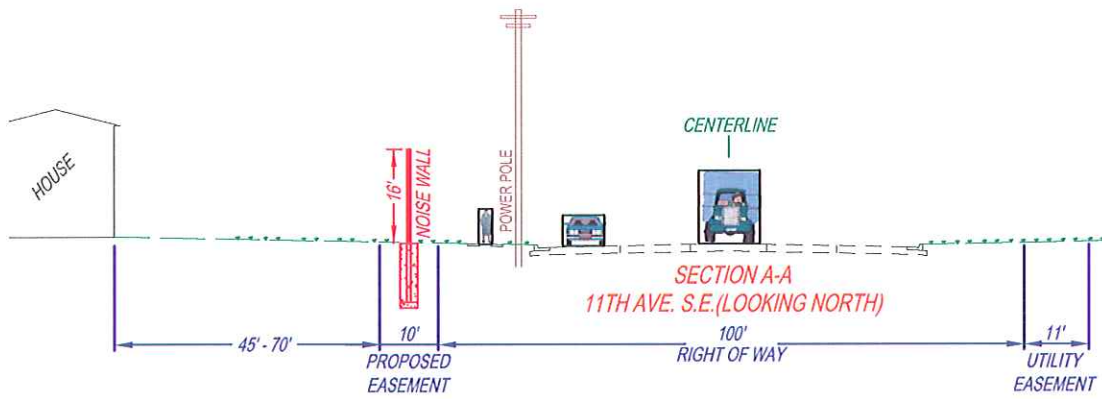 HOUSE
16'
NOISE WALL
POWER POLE
CENTERLINE
SECTION A-A
11TH AVE. S.E.(LOOKING NORTH)
45' - 70'
10'
PROPOSED
EASEMENT
100'
RIGHT OF WAY
11'
UTILITY
EASEMENT